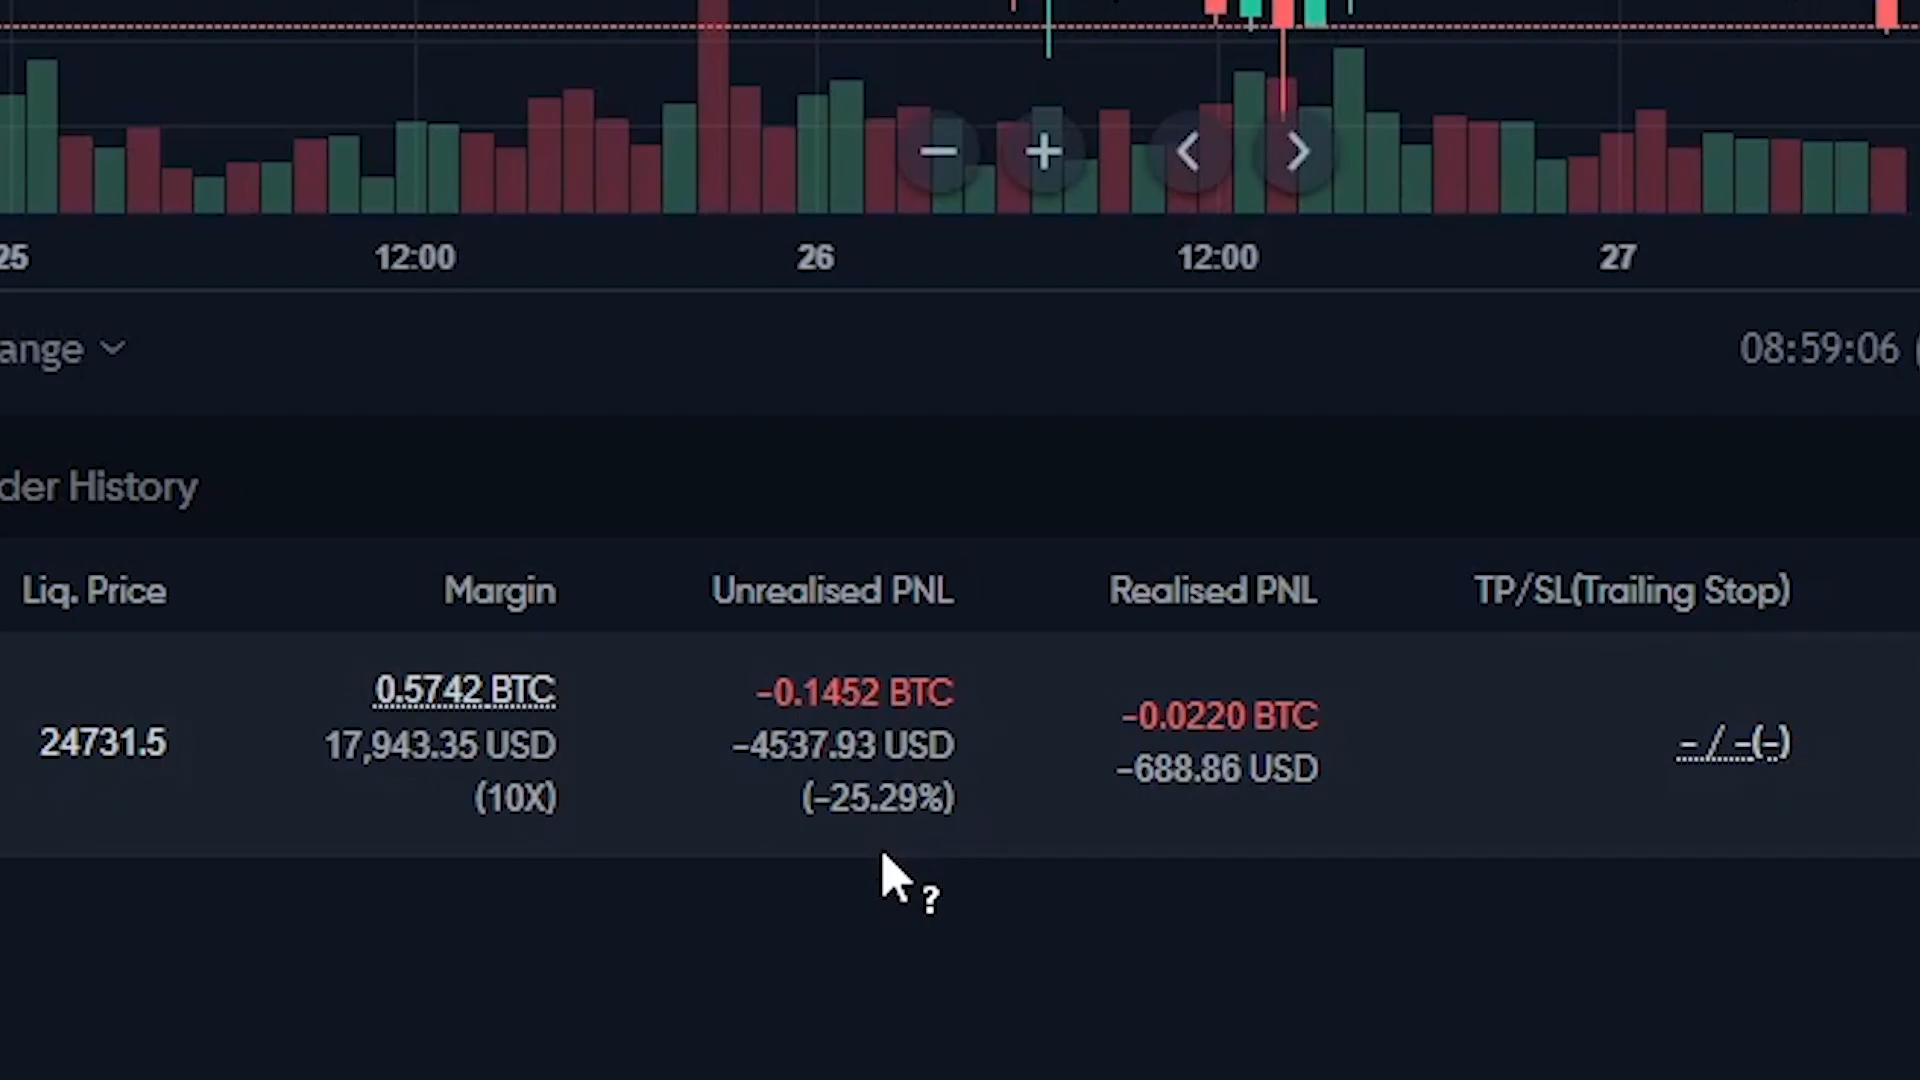 25 12:00 26 12:00 27
ange 08:59:06 (
der History
Liq. Price Margin Unrealised PNL Realised PNL TP/SL(Trailing Stop)
24731.5 0.5742 BTC -0.1452 BTC -0.0220 BTC - / -(-)
17,943.35 USD -4537.93 USD -688.86 USD
(10X) (-25.29%)
?